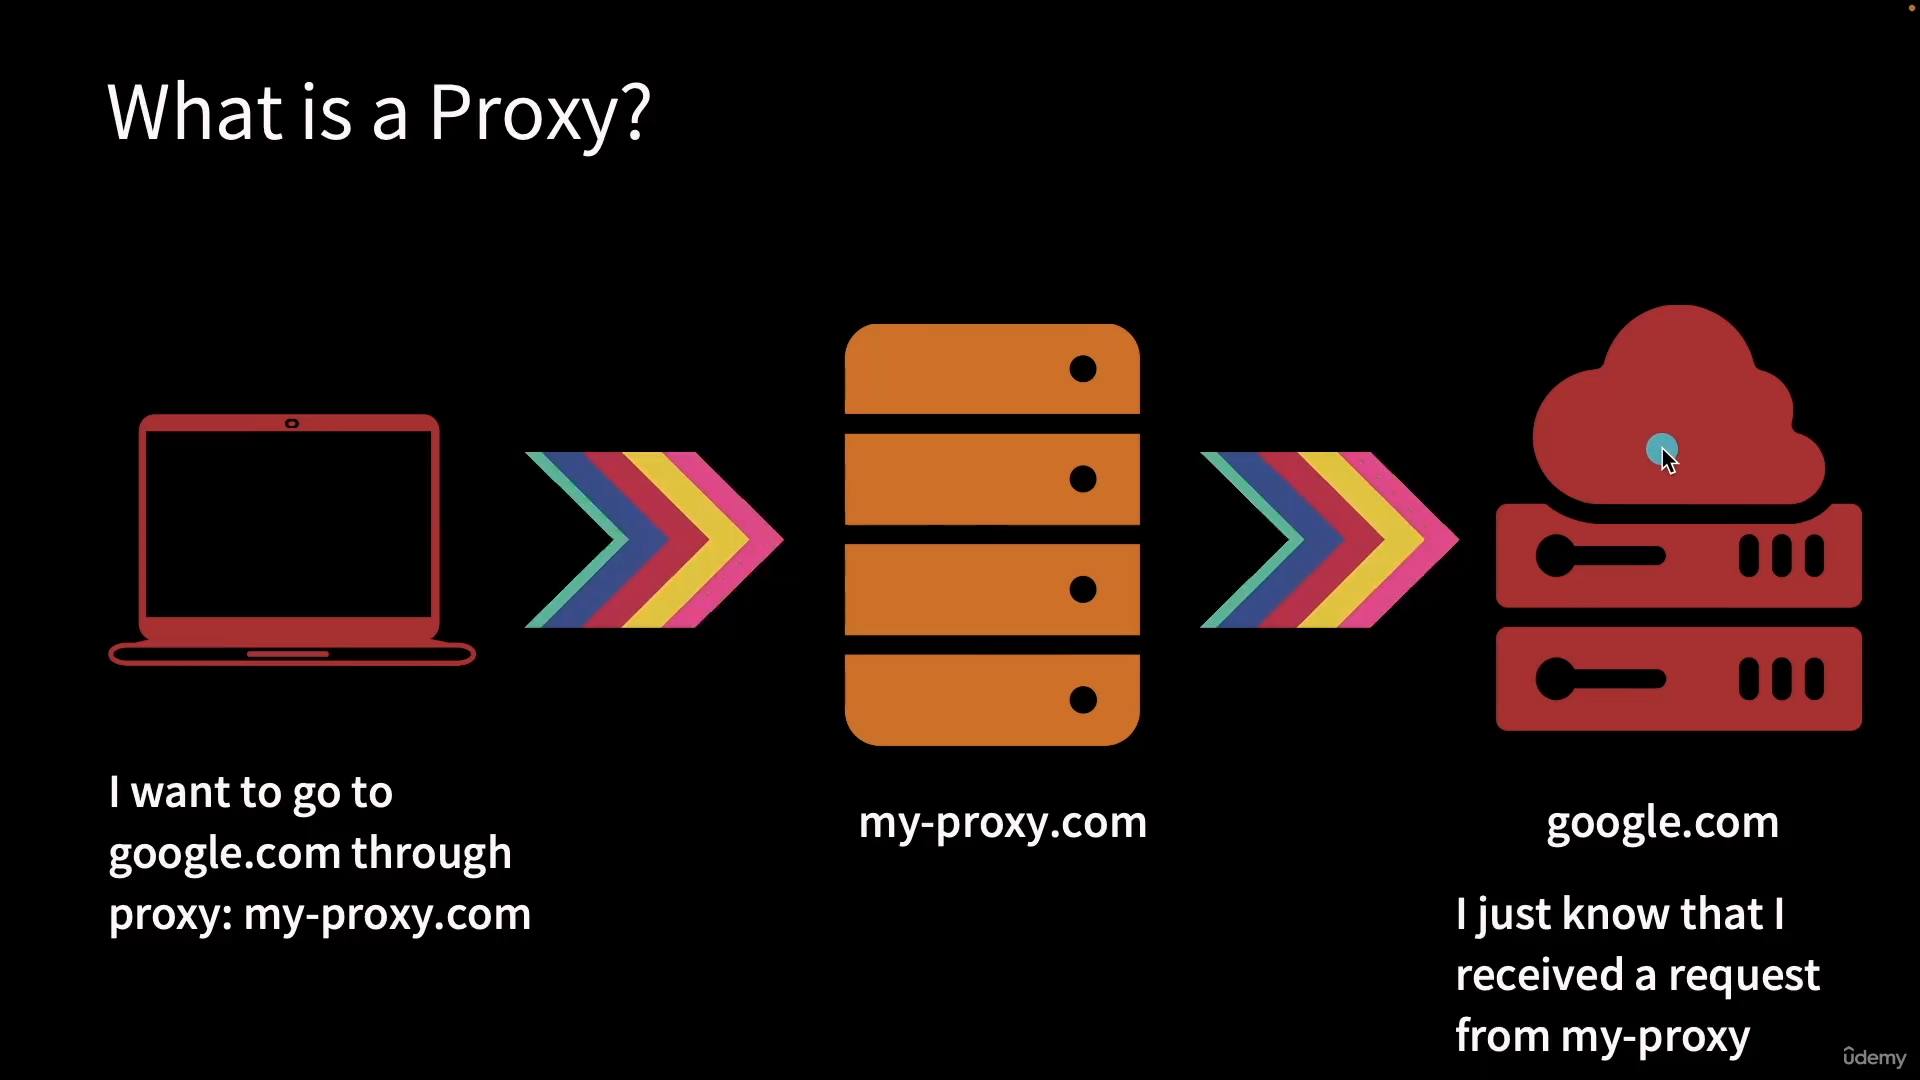 What is a Proxy?
I want to go to
google.com through
proxy: my-proxy.com
my-proxy.com
google.com
I just know that I
received a request
from my-proxy
ûdemy